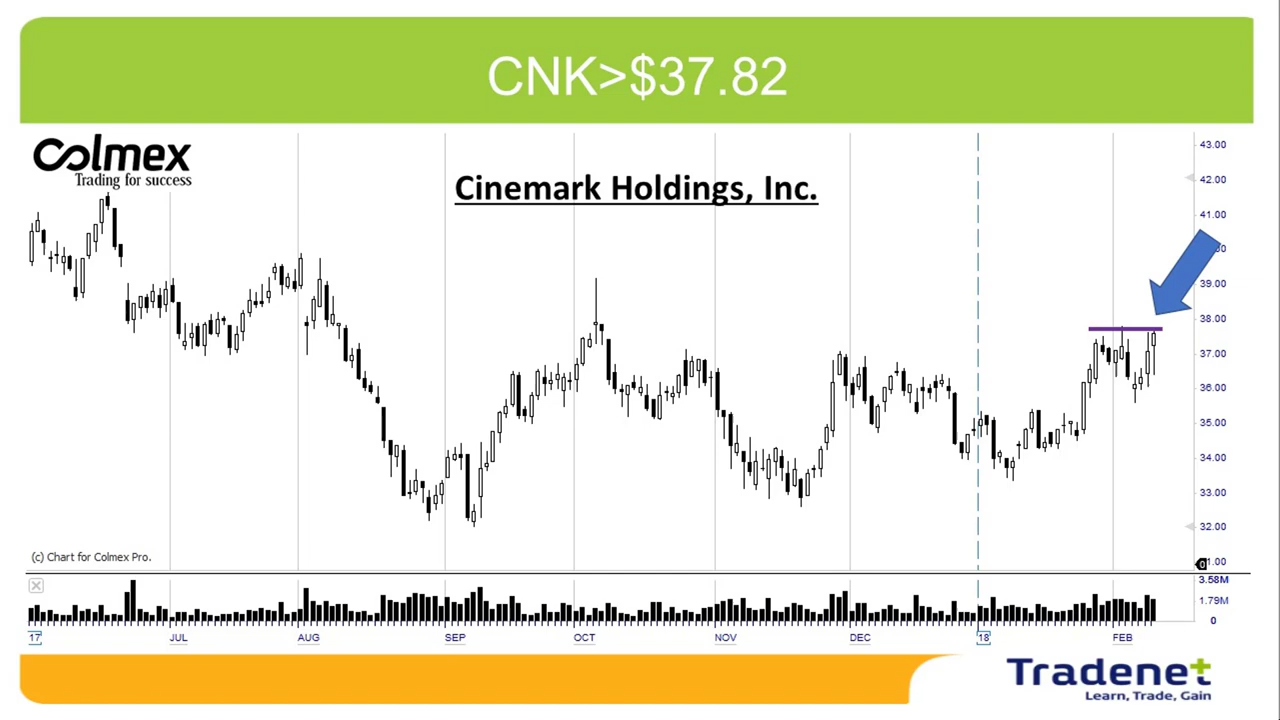 CNK>$37.82
Colmex
Trading for success
Cinemark Holdings, Inc.
43.00
42.00
41.00
39.00
38.00
37.00
36.00
35.00
34.00
33.00
32.00
(c) Chart for Colmex Pro.
3.58M
1.79M
0
17 JUL AUG SEP OCT NOV DEC 18 FEB
Tradenet
Learn, Trade, Gain